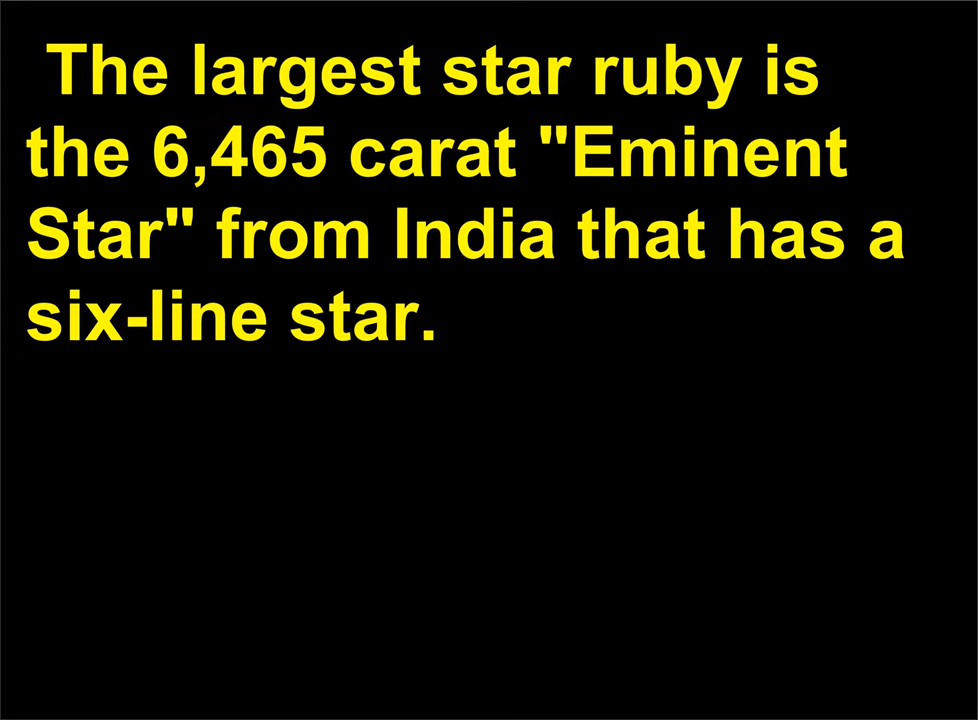 The largest star ruby is
the 6,465 carat "Eminent
Star" from India that has a
six-line star.